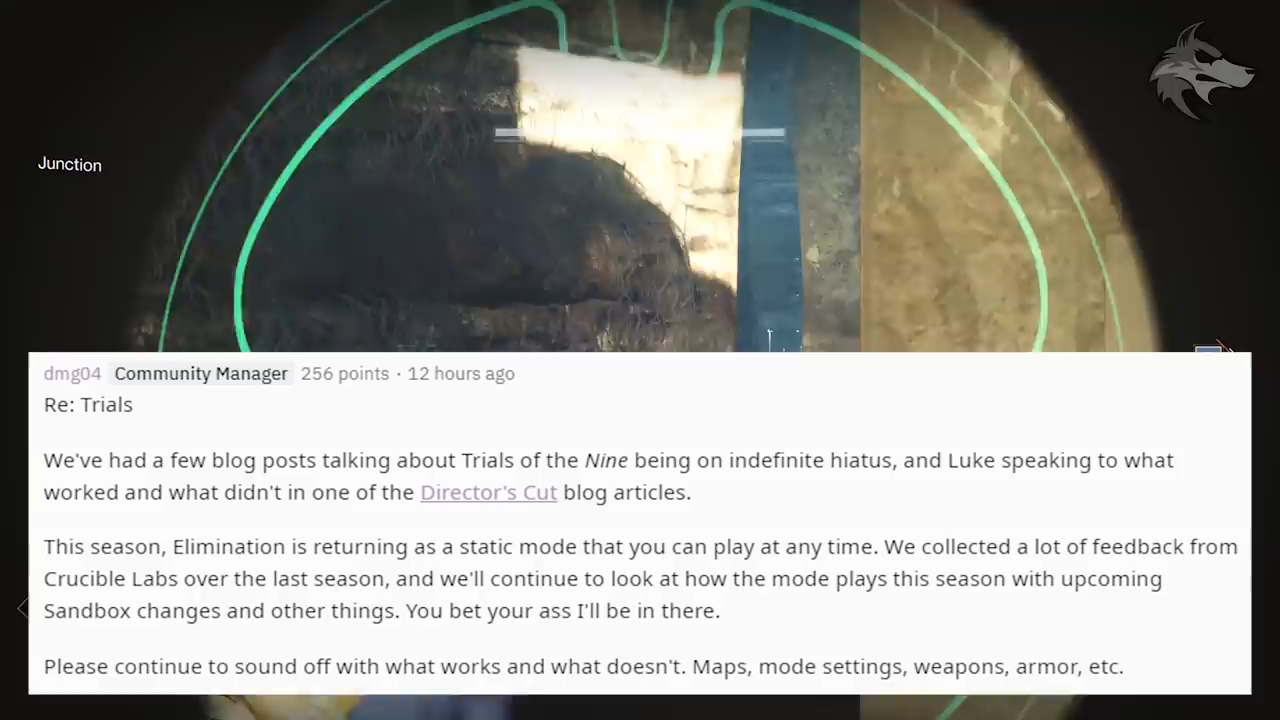 Junction
dmg04 Community Manager 256 points · 12 hours ago
Re: Trials
We've had a few blog posts talking about Trials of the Nine being on indefinite hiatus, and Luke speaking to what
worked and what didn't in one of the Director's Cut blog articles.
This season, Elimination is returning as a static mode that you can play at any time. We collected a lot of feedback from
Crucible Labs over the last season, and we'll continue to look at how the mode plays this season with upcoming
Sandbox changes and other things. You bet your ass I'll be in there.
Please continue to sound off with what works and what doesn't. Maps, mode settings, weapons, armor, etc.